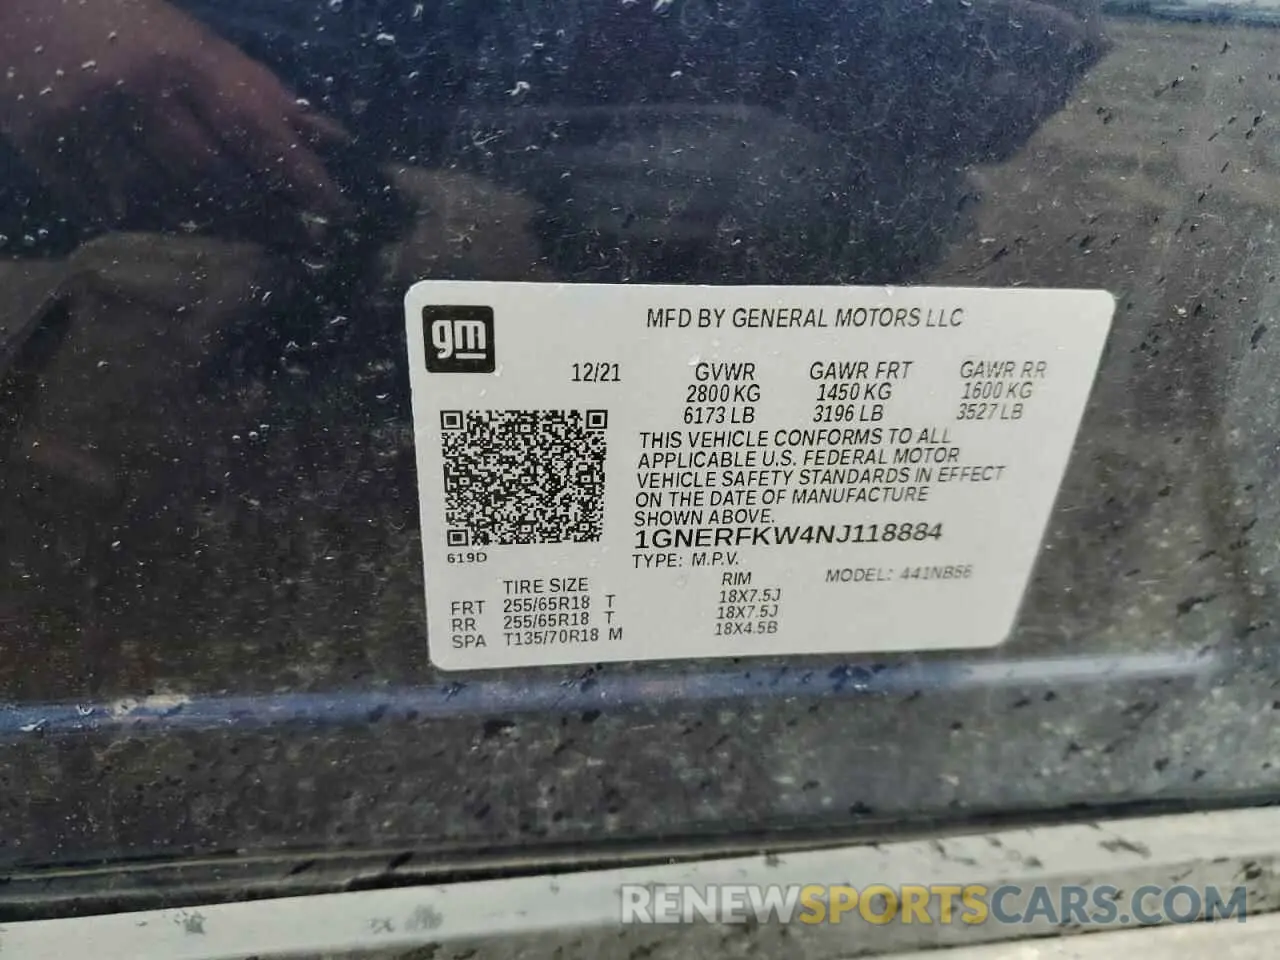 gm
MFD BY GENERAL MOTORS LLC
12/21 GVWR GAWR FRT GAWR RR
2800 KG 1450 KG 1600 KG
6173 LB 3196 LB 3527 LB
THIS VEHICLE CONFORMS TO ALL
APPLICABLE U.S. FEDERAL MOTOR
VEHICLE SAFETY STANDARDS IN EFFECT
ON THE DATE OF MANUFACTURE
SHOWN ABOVE.
1GNERFKW4NJ118884
619D
TYPE: M.P.V.
MODEL: 441NB56
TIRE SIZE RIM
FRT 255/65R18 T 18X7.5J
RR 255/65R18 T 18X7.5J
SPA T135/70R18 M 18X4.5B
RENEWSPORTSCARS.COM